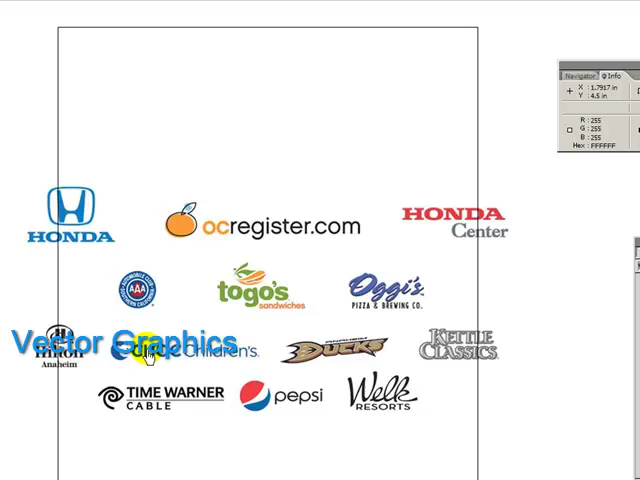 Navigator Info
X : 1.7917 in
Y : 4.5 in
R : 255
G : 255
B : 255
Hex : FFFFFF
HONDA
ocregister.com
HONDA
Center
AAA
togo's
sandwiches
Oggi's
PIZZA & BREWING CO.
Vector Graphics
Hilton
Anaheim
CHOC Children's.
DUCKS
KETTLE
CLASSICS
TIME WARNER
CABLE
pepsi
Welk
RESORTS